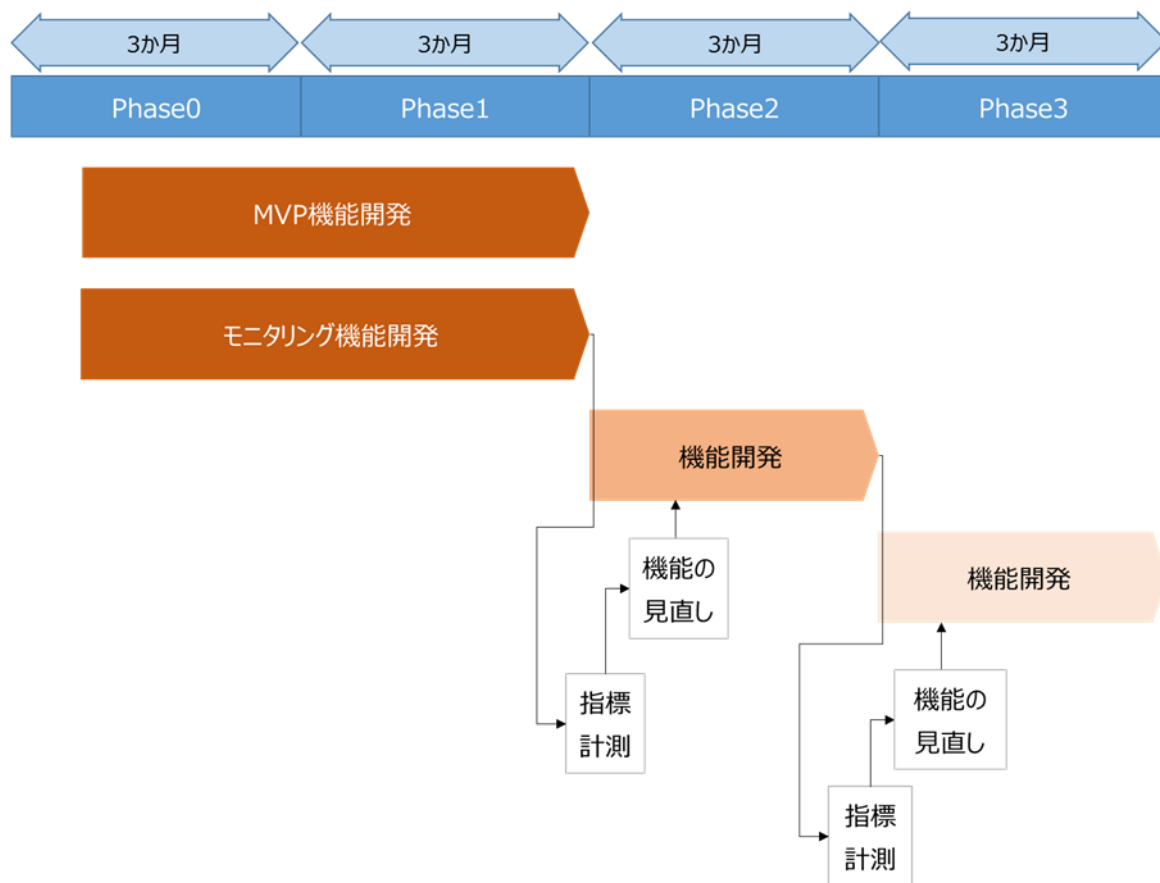 3か月
3か月
3か月
3か月
Phase0
Phase1
Phase2
Phase3
MVP機能開発
モニタリング機能開発
機能開発
機能の
見直し
指標
計測
機能開発
機能の
見直し
指標
計測